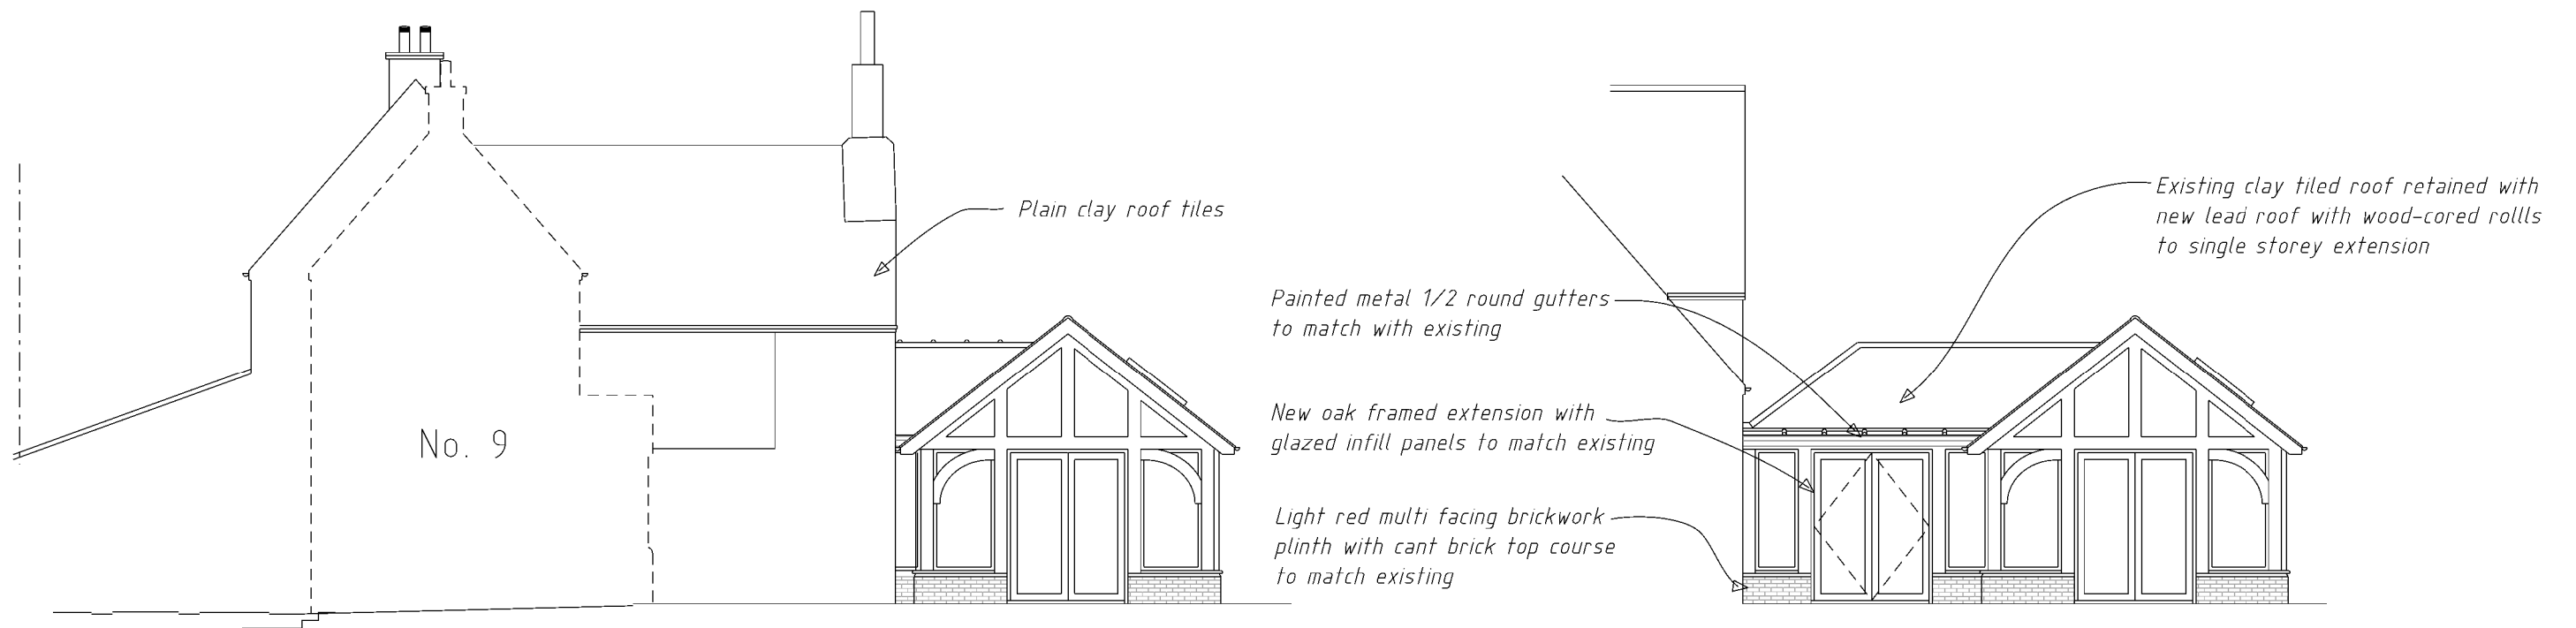 Plain clay roof tiles
No. 9
Existing clay tiled roof retained with
new lead roof with wood-cored rollls
to single storey extension
Painted metal 1/2 round gutters
to match with existing
New oak framed extension with
glazed infill panels to match existing
Light red multi facing brickwork
plinth with cant brick top course
to match existing